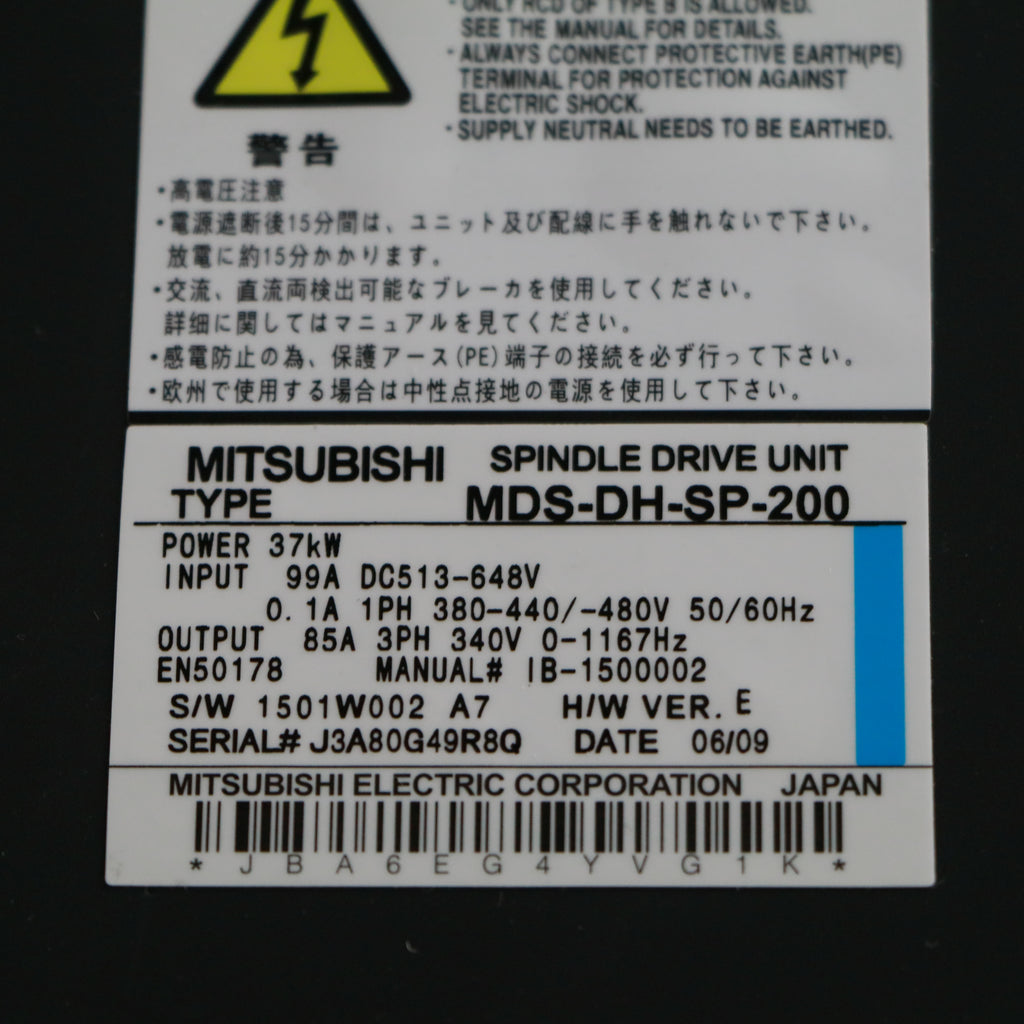 · ONLY RCD OF TYPE B IS ALLOWED.
SEE THE MANUAL FOR DETAILS.
· ALWAYS CONNECT PROTECTIVE EARTH(PE)
TERMINAL FOR PROTECTION AGAINST
ELECTRIC SHOCK.
· SUPPLY NEUTRAL NEEDS TO BE EARTHED.
警告
・高電圧注意
・電源遮断後15分間は、ユニット及び配線に手を触れないで下さい。
放電に約15分かかります。
・交流、直流両検出可能なブレーカを使用してください。
詳細に関してはマニュアルを見てください。
・感電防止の為、保護アース(PE)端子の接続を必ず行って下さい。
・欧州で使用する場合は中性点接地の電源を使用して下さい。
MITSUBISHI SPINDLE DRIVE UNIT
TYPE MDS-DH-SP-200
POWER 37kW
INPUT 99A DC513-648V
0.1A 1PH 380-440/-480V 50/60Hz
OUTPUT 85A 3PH 340V 0-1167Hz
EN50178 MANUAL# IB-1500002
S/W 1501W002 A7 H/W VER. E
SERIAL# J3A80G49R8Q DATE 06/09
MITSUBISHI ELECTRIC CORPORATION JAPAN
*JBA6EG4YVG1K*